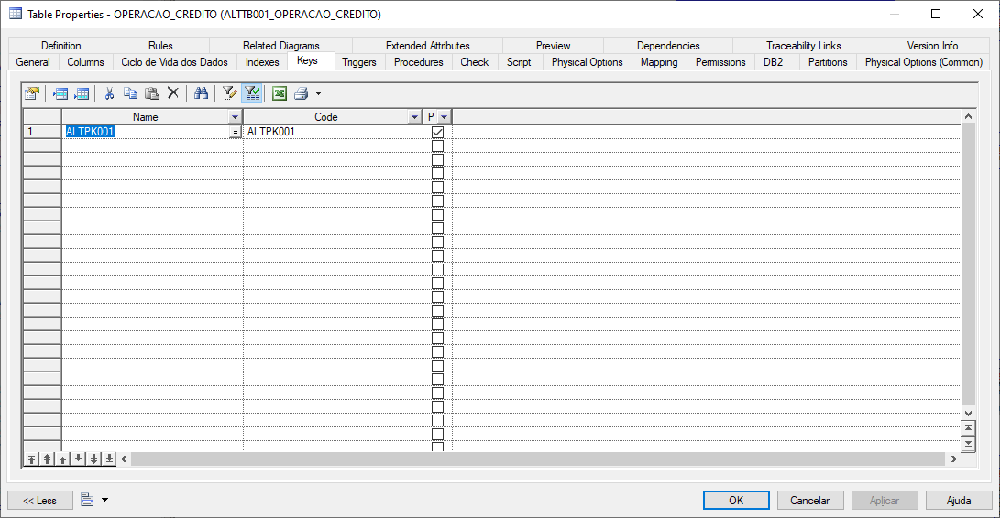 Table Properties - OPERACAO_CREDITO (ALTTB001_OPERACAO_CREDITO)
Definition Rules Related Diagrams Extended Attributes Preview Dependencies Traceability Links Version Info
General Columns Ciclo de Vida dos Dados Indexes Keys Triggers Procedures Check Script Physical Options Mapping Permissions DB2 Partitions Physical Options (Common)
Name Code P
1 ALTPK001 = ALTPK001
<< Less OK Cancelar Aplicar Ajuda